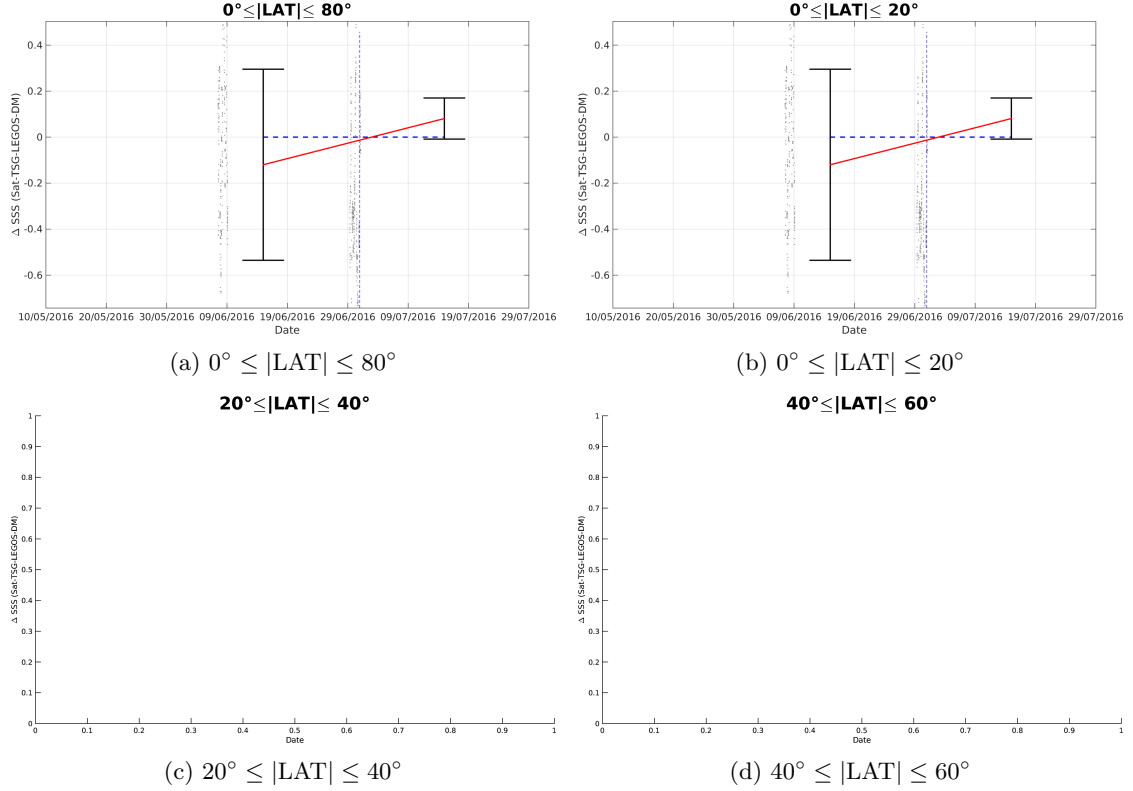 0°≤|LAT|≤ 80°
0.4
0.2
0
-0.2
-0.4
-0.6
Δ SSS (Sat-TSG-LEGOS-DM)
10/05/2016 20/05/2016 30/05/2016 09/06/2016 19/06/2016 29/06/2016 09/07/2016 19/07/2016 29/07/2016
Date
(a) 0° ≤ |LAT| ≤ 80°
0°≤|LAT|≤ 20°
0.4
0.2
0
-0.2
-0.4
-0.6
Δ SSS (Sat-TSG-LEGOS-DM)
10/05/2016 20/05/2016 30/05/2016 09/06/2016 19/06/2016 29/06/2016 09/07/2016 19/07/2016 29/07/2016
Date
(b) 0° ≤ |LAT| ≤ 20°
20°≤|LAT|≤ 40°
1
0.9
0.8
0.7
0.6
0.5
0.4
0.3
0.2
0.1
0
Δ SSS (Sat-TSG-LEGOS-DM)
0 0.1 0.2 0.3 0.4 0.5 0.6 0.7 0.8 0.9 1
Date
(c) 20° ≤ |LAT| ≤ 40°
40°≤|LAT|≤ 60°
1
0.9
0.8
0.7
0.6
0.5
0.4
0.3
0.2
0.1
0
Δ SSS (Sat-TSG-LEGOS-DM)
0 0.1 0.2 0.3 0.4 0.5 0.6 0.7 0.8 0.9 1
Date
(d) 40° ≤ |LAT| ≤ 60°